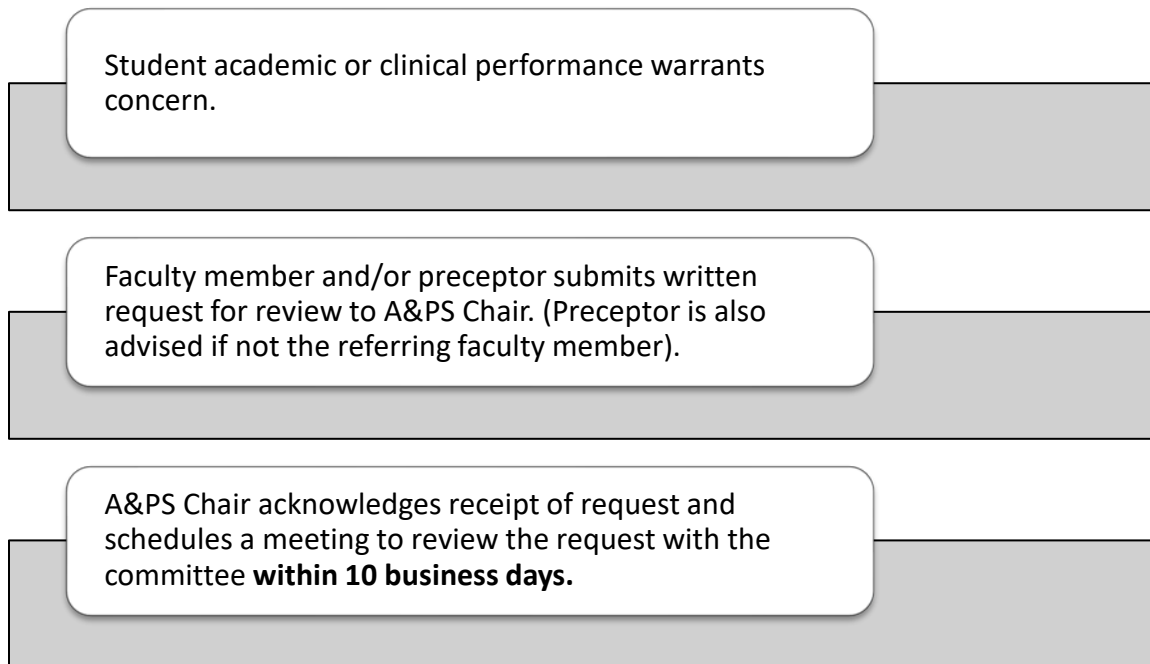 Student academic or clinical performance warrants
concern.
Faculty member and/or preceptor submits written
request for review to A&PS Chair. (Preceptor is also
advised if not the referring faculty member).
A&PS Chair acknowledges receipt of request and
schedules a meeting to review the request with the
committee within 10 business days.